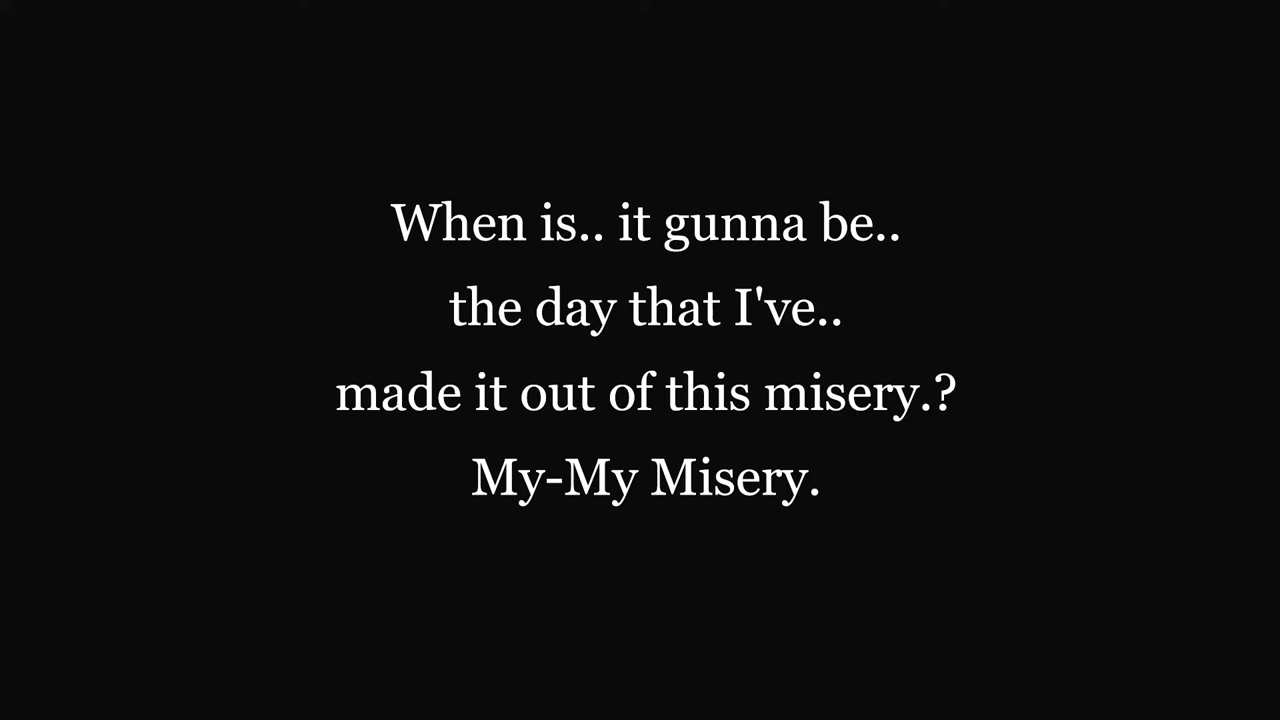 When is.. it gunna be..
the day that I've..
made it out of this misery.?
My-My Misery.